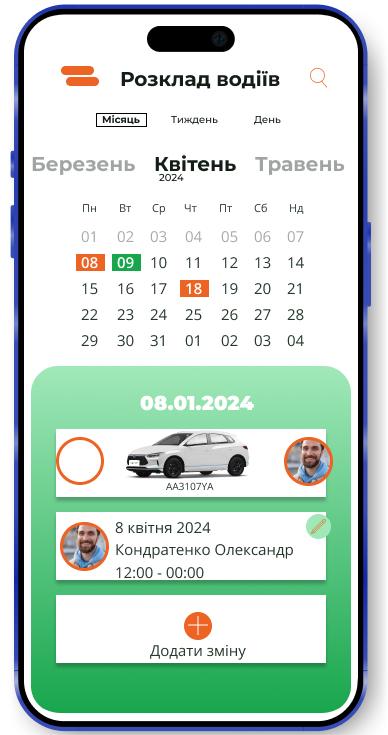 Розклад водіїв
Місяць Тиждень День
Березень Квітень Травень
2024
Пн Вт Ср Чт Пт Сб Нд
01 02 03 04 05 06 07
08 09 10 11 12 13 14
15 16 17 18 19 20 21
22 23 24 25 26 27 28
29 30 31 01 02 03 04
08.01.2024
AA3107YA
8 квітня 2024
Кондратенко Олександр
12:00 - 00:00
Додати зміну